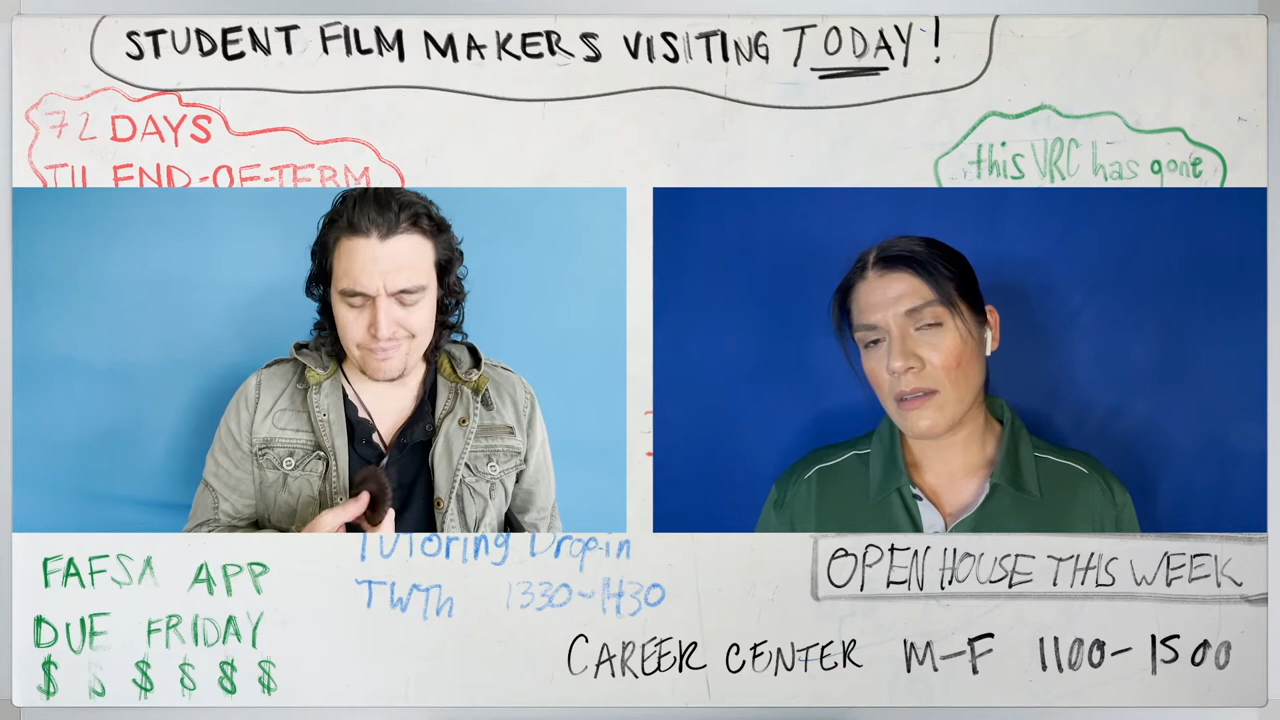 STUDENT FILM MAKERS VISITING TODAY!
72 DAYS
TIL END-OF-TERM
this VRC has gone
Tutoring Drop-in
TWTh 1330-1430
FAFSA APP
DUE FRIDAY
$ $ $ $ $ $
OPEN HOUSE THIS WEEK
CAREER CENTER M-F 1100-1500